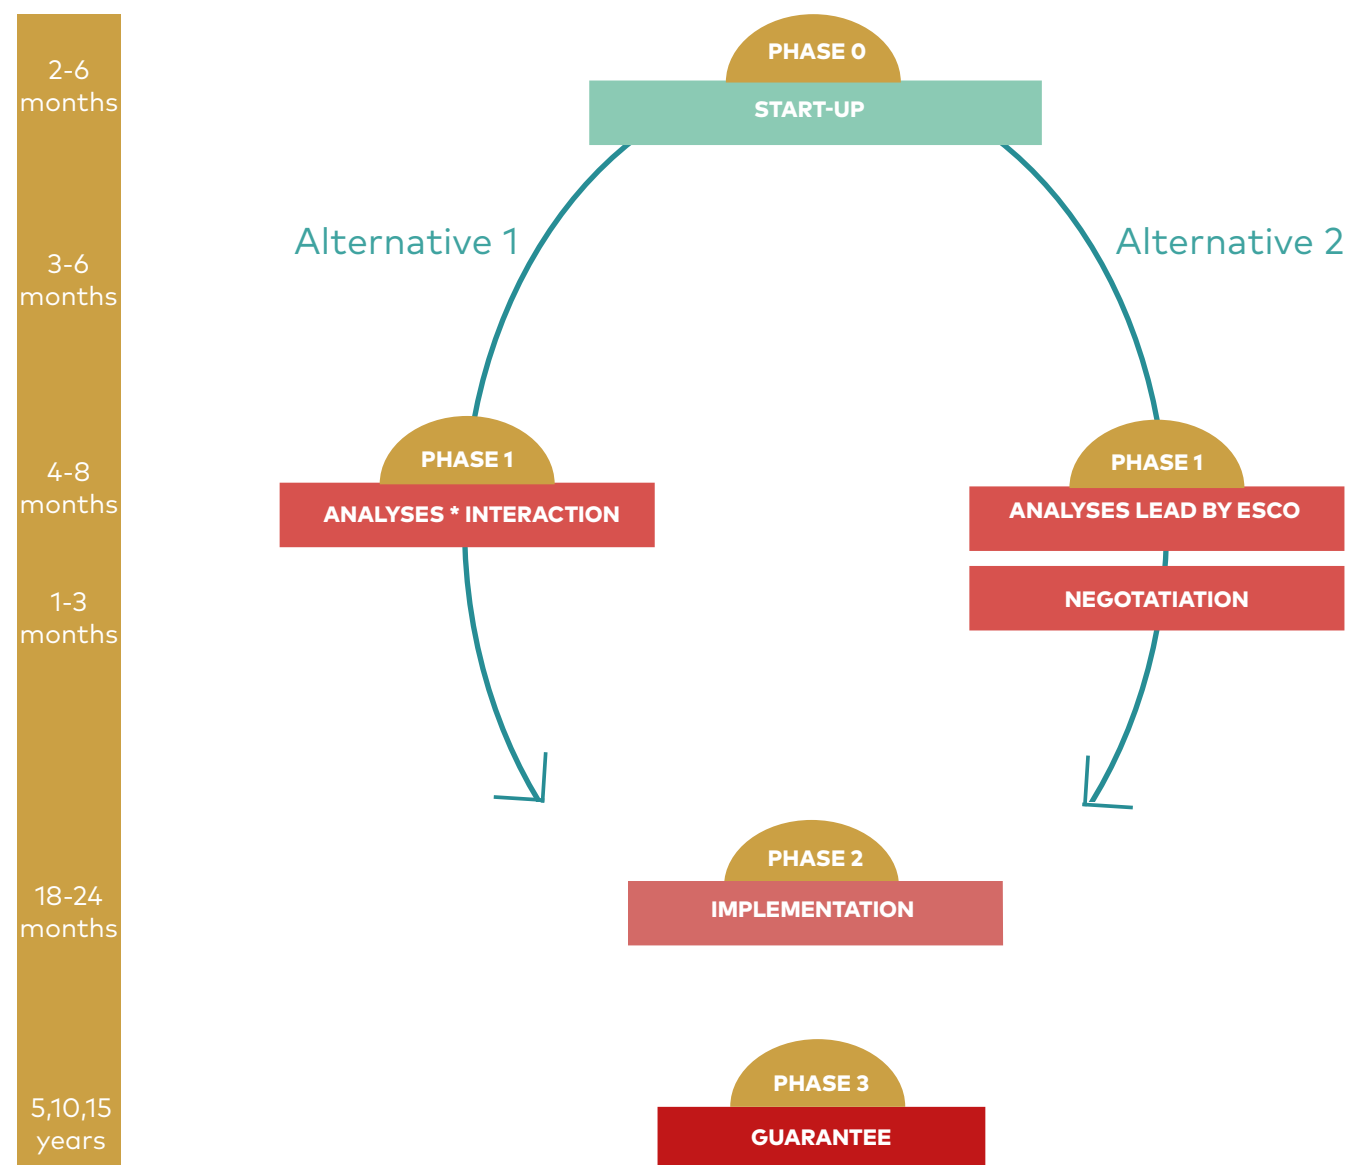 2-6
months
PHASE 0
START-UP
Alternative 1
Alternative 2
3-6
months
4-8
months
PHASE 1
ANALYSES * INTERACTION
PHASE 1
ANALYSES LEAD BY ESCO
1-3
months
NEGOTATIATION
18-24
months
PHASE 2
IMPLEMENTATION
5,10,15
years
PHASE 3
GUARANTEE